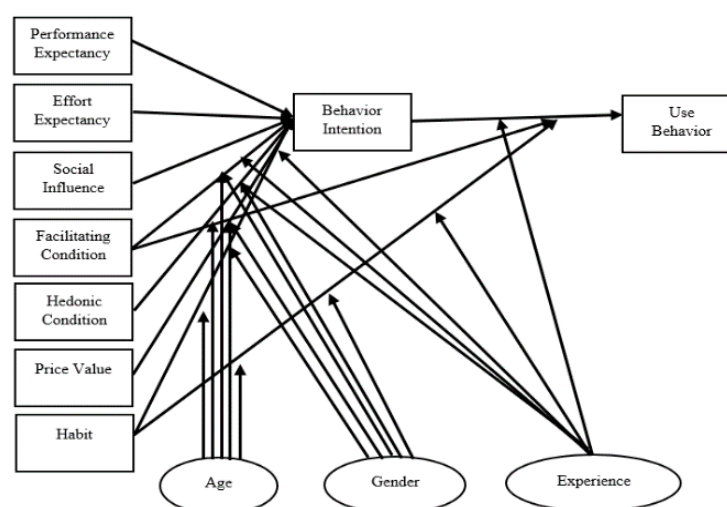 Performance
Expectancy
Effort
Expectancy
Behavior
Intention
Use
Behavior
Social
Influence
Facilitating
Condition
Hedonic
Condition
Price Value
Habit
Age
Gender
Experience